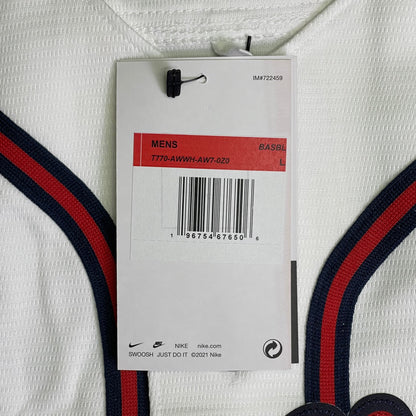 IM#722459
MENS BASBL
T770-AWWH-AW7-0Z0 L
1 96754 67650 6
NIKE Nike.com
SWOOSH JUST DO IT ©2021 Nike